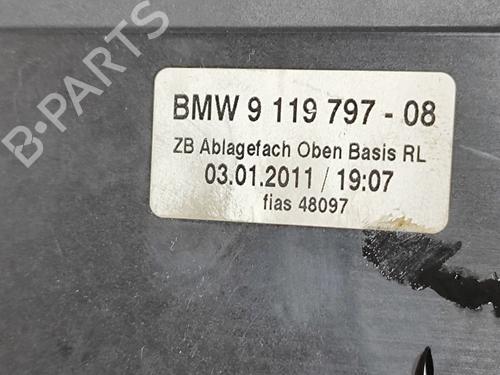 B-PARTS
BMW 9 119 797 - 08
ZB Ablagefach Oben Basis RL
03.01.2011 / 19:07
fias 48097